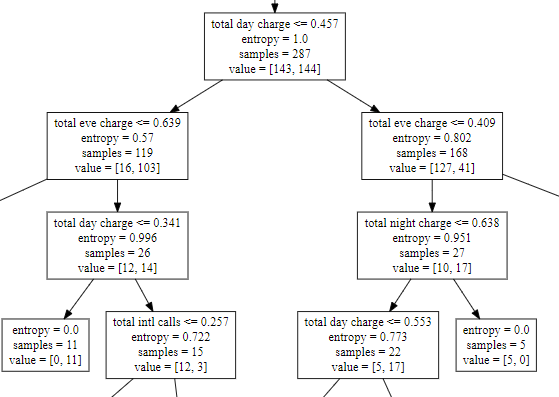 total day charge <= 0.457
entropy = 1.0
samples = 287
value = [143, 144]
total eve charge <= 0.639
entropy = 0.57
samples = 119
value = [16, 103]
total eve charge <= 0.409
entropy = 0.802
samples = 168
value = [127, 41]
total day charge <= 0.341
entropy = 0.996
samples = 26
value = [12, 14]
total night charge <= 0.638
entropy = 0.951
samples = 27
value = [10, 17]
entropy = 0.0
samples = 11
value = [0, 11]
total intl calls <= 0.257
entropy = 0.722
samples = 15
value = [12, 3]
total day charge <= 0.553
entropy = 0.773
samples = 22
value = [5, 17]
entropy = 0.0
samples = 5
value = [5, 0]